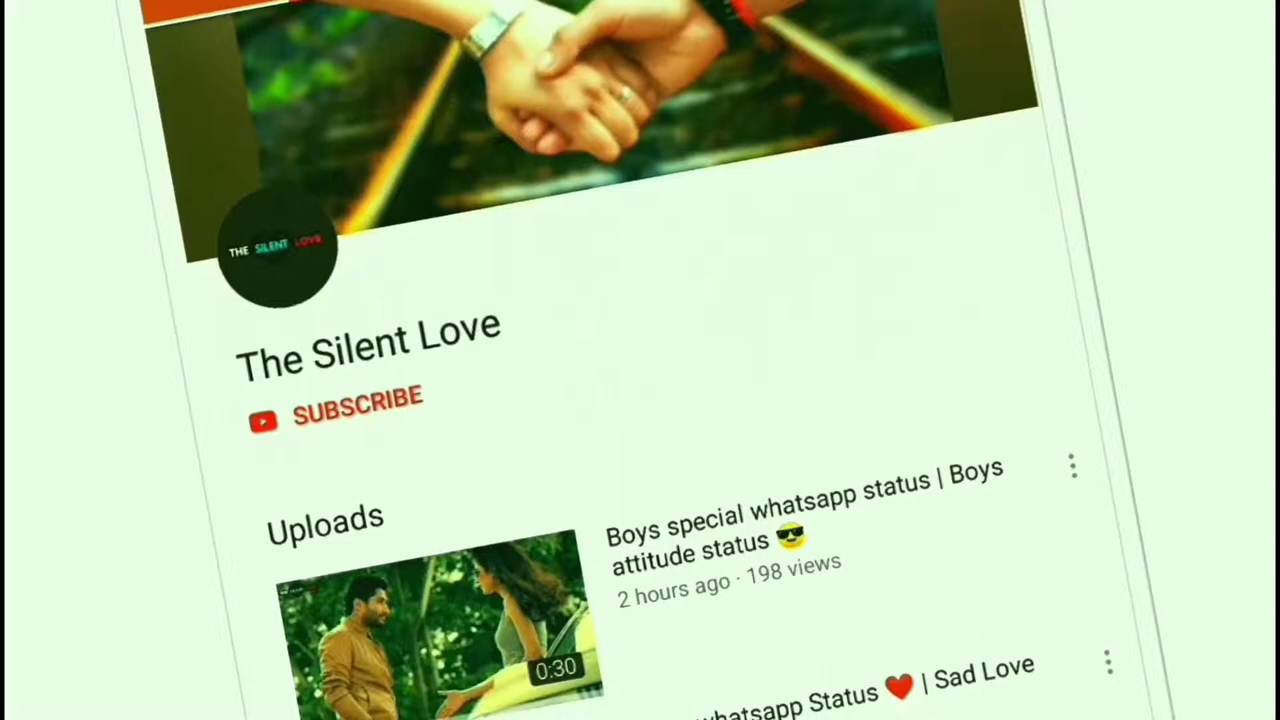 THE SILENT LOVE
The Silent Love
SUBSCRIBE
Uploads
Boys special whatsapp status | Boys
attitude status 😎
2 hours ago · 198 views
0:30
whatsapp Status ❤️ | Sad Love